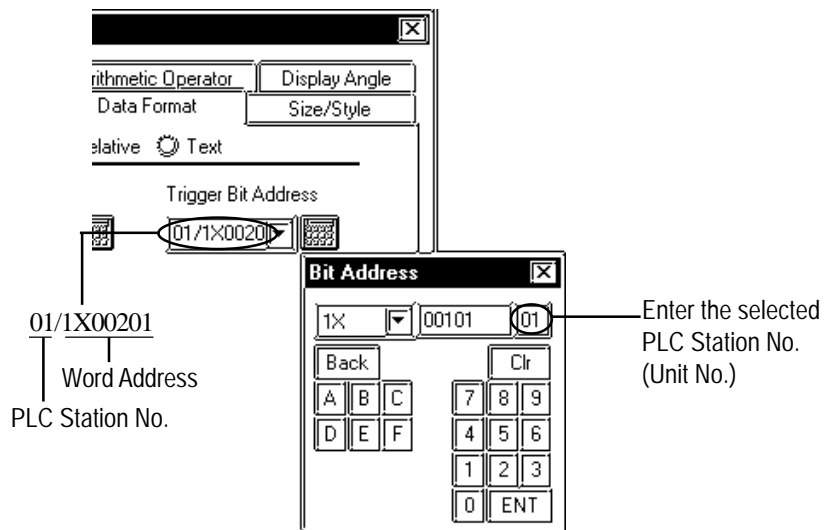 rithmetic Operator
Display Angle
Data Format
Size/Style
elative
Text
Trigger Bit Address
01/1X0020
Bit Address
1X
00101
01
Back
Clr
A B C
7 8 9
D E F
4 5 6
1 2 3
0 ENT
01/1X00201
Word Address
PLC Station No.
Enter the selected
PLC Station No.
(Unit No.)